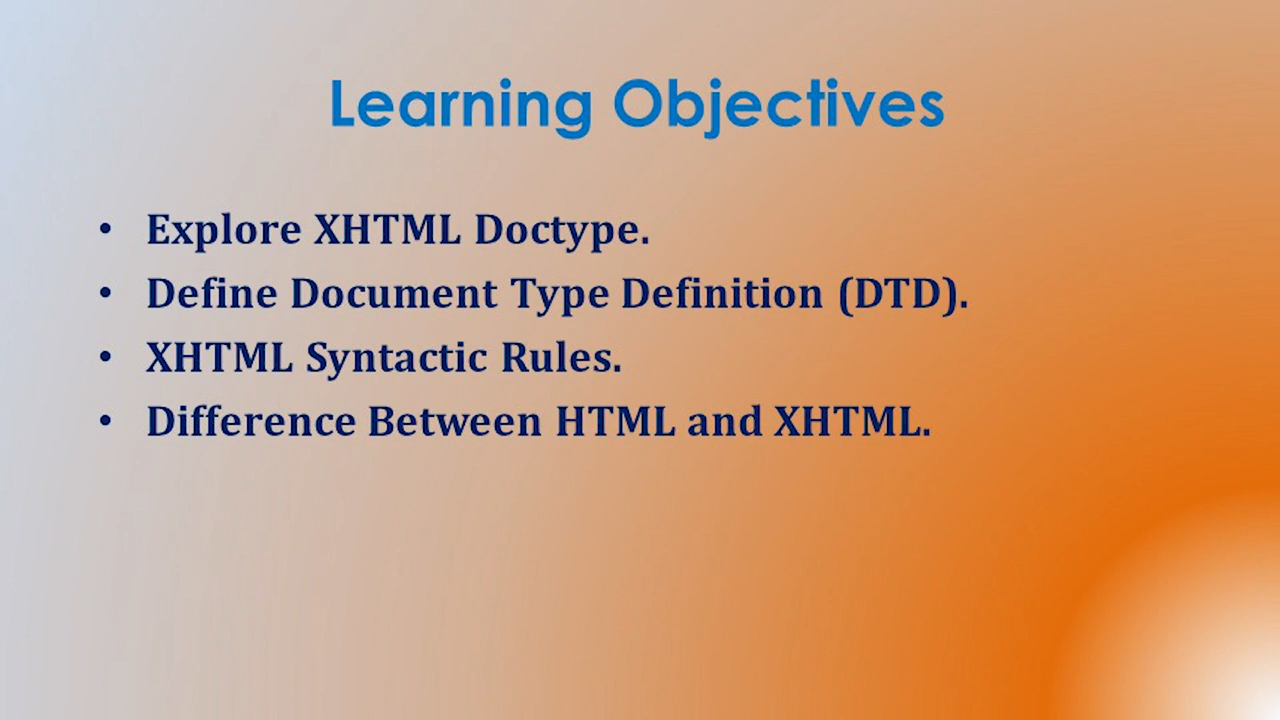 Learning Objectives
• Explore XHTML Doctype.
• Define Document Type Definition (DTD).
• XHTML Syntactic Rules.
• Difference Between HTML and XHTML.